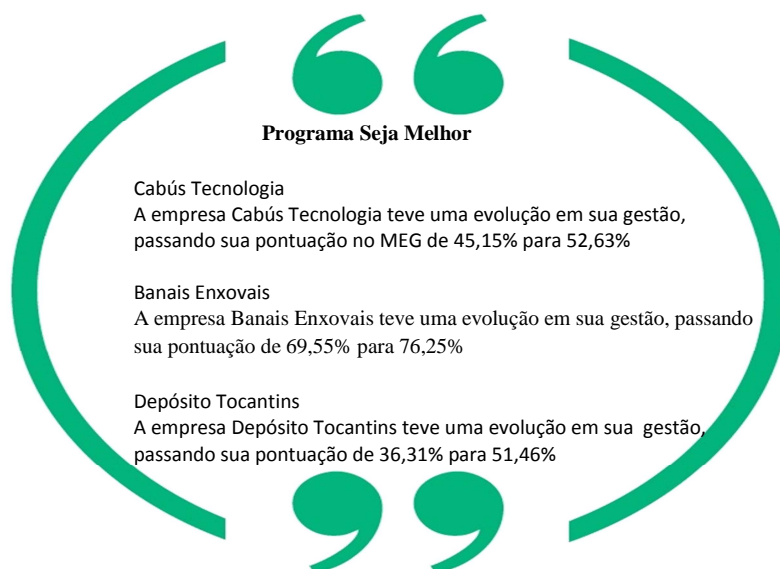 Programa Seja Melhor
Cabús Tecnologia
A empresa Cabús Tecnologia teve uma evolução em sua gestão,
passando sua pontuação no MEG de 45,15% para 52,63%
Banais Enxovais
A empresa Banais Enxovais teve uma evolução em sua gestão, passando
sua pontuação de 69,55% para 76,25%
Depósito Tocantins
A empresa Depósito Tocantins teve uma evolução em sua gestão,
passando sua pontuação de 36,31% para 51,46%